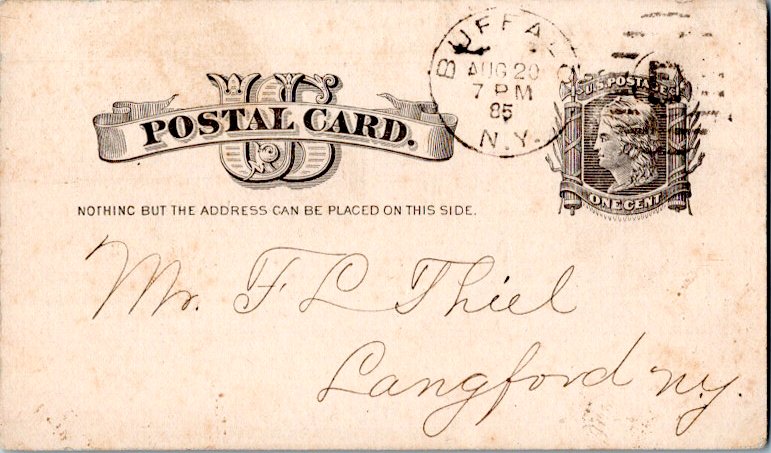 US
POSTAL CARD.
BUFFALO
AUG 20
7 PM
85
N.Y.
U.S. POSTAGE
ONE CENT
NOTHING BUT THE ADDRESS CAN BE PLACED ON THIS SIDE.
Mr. F L Thiel
Langford N.Y.